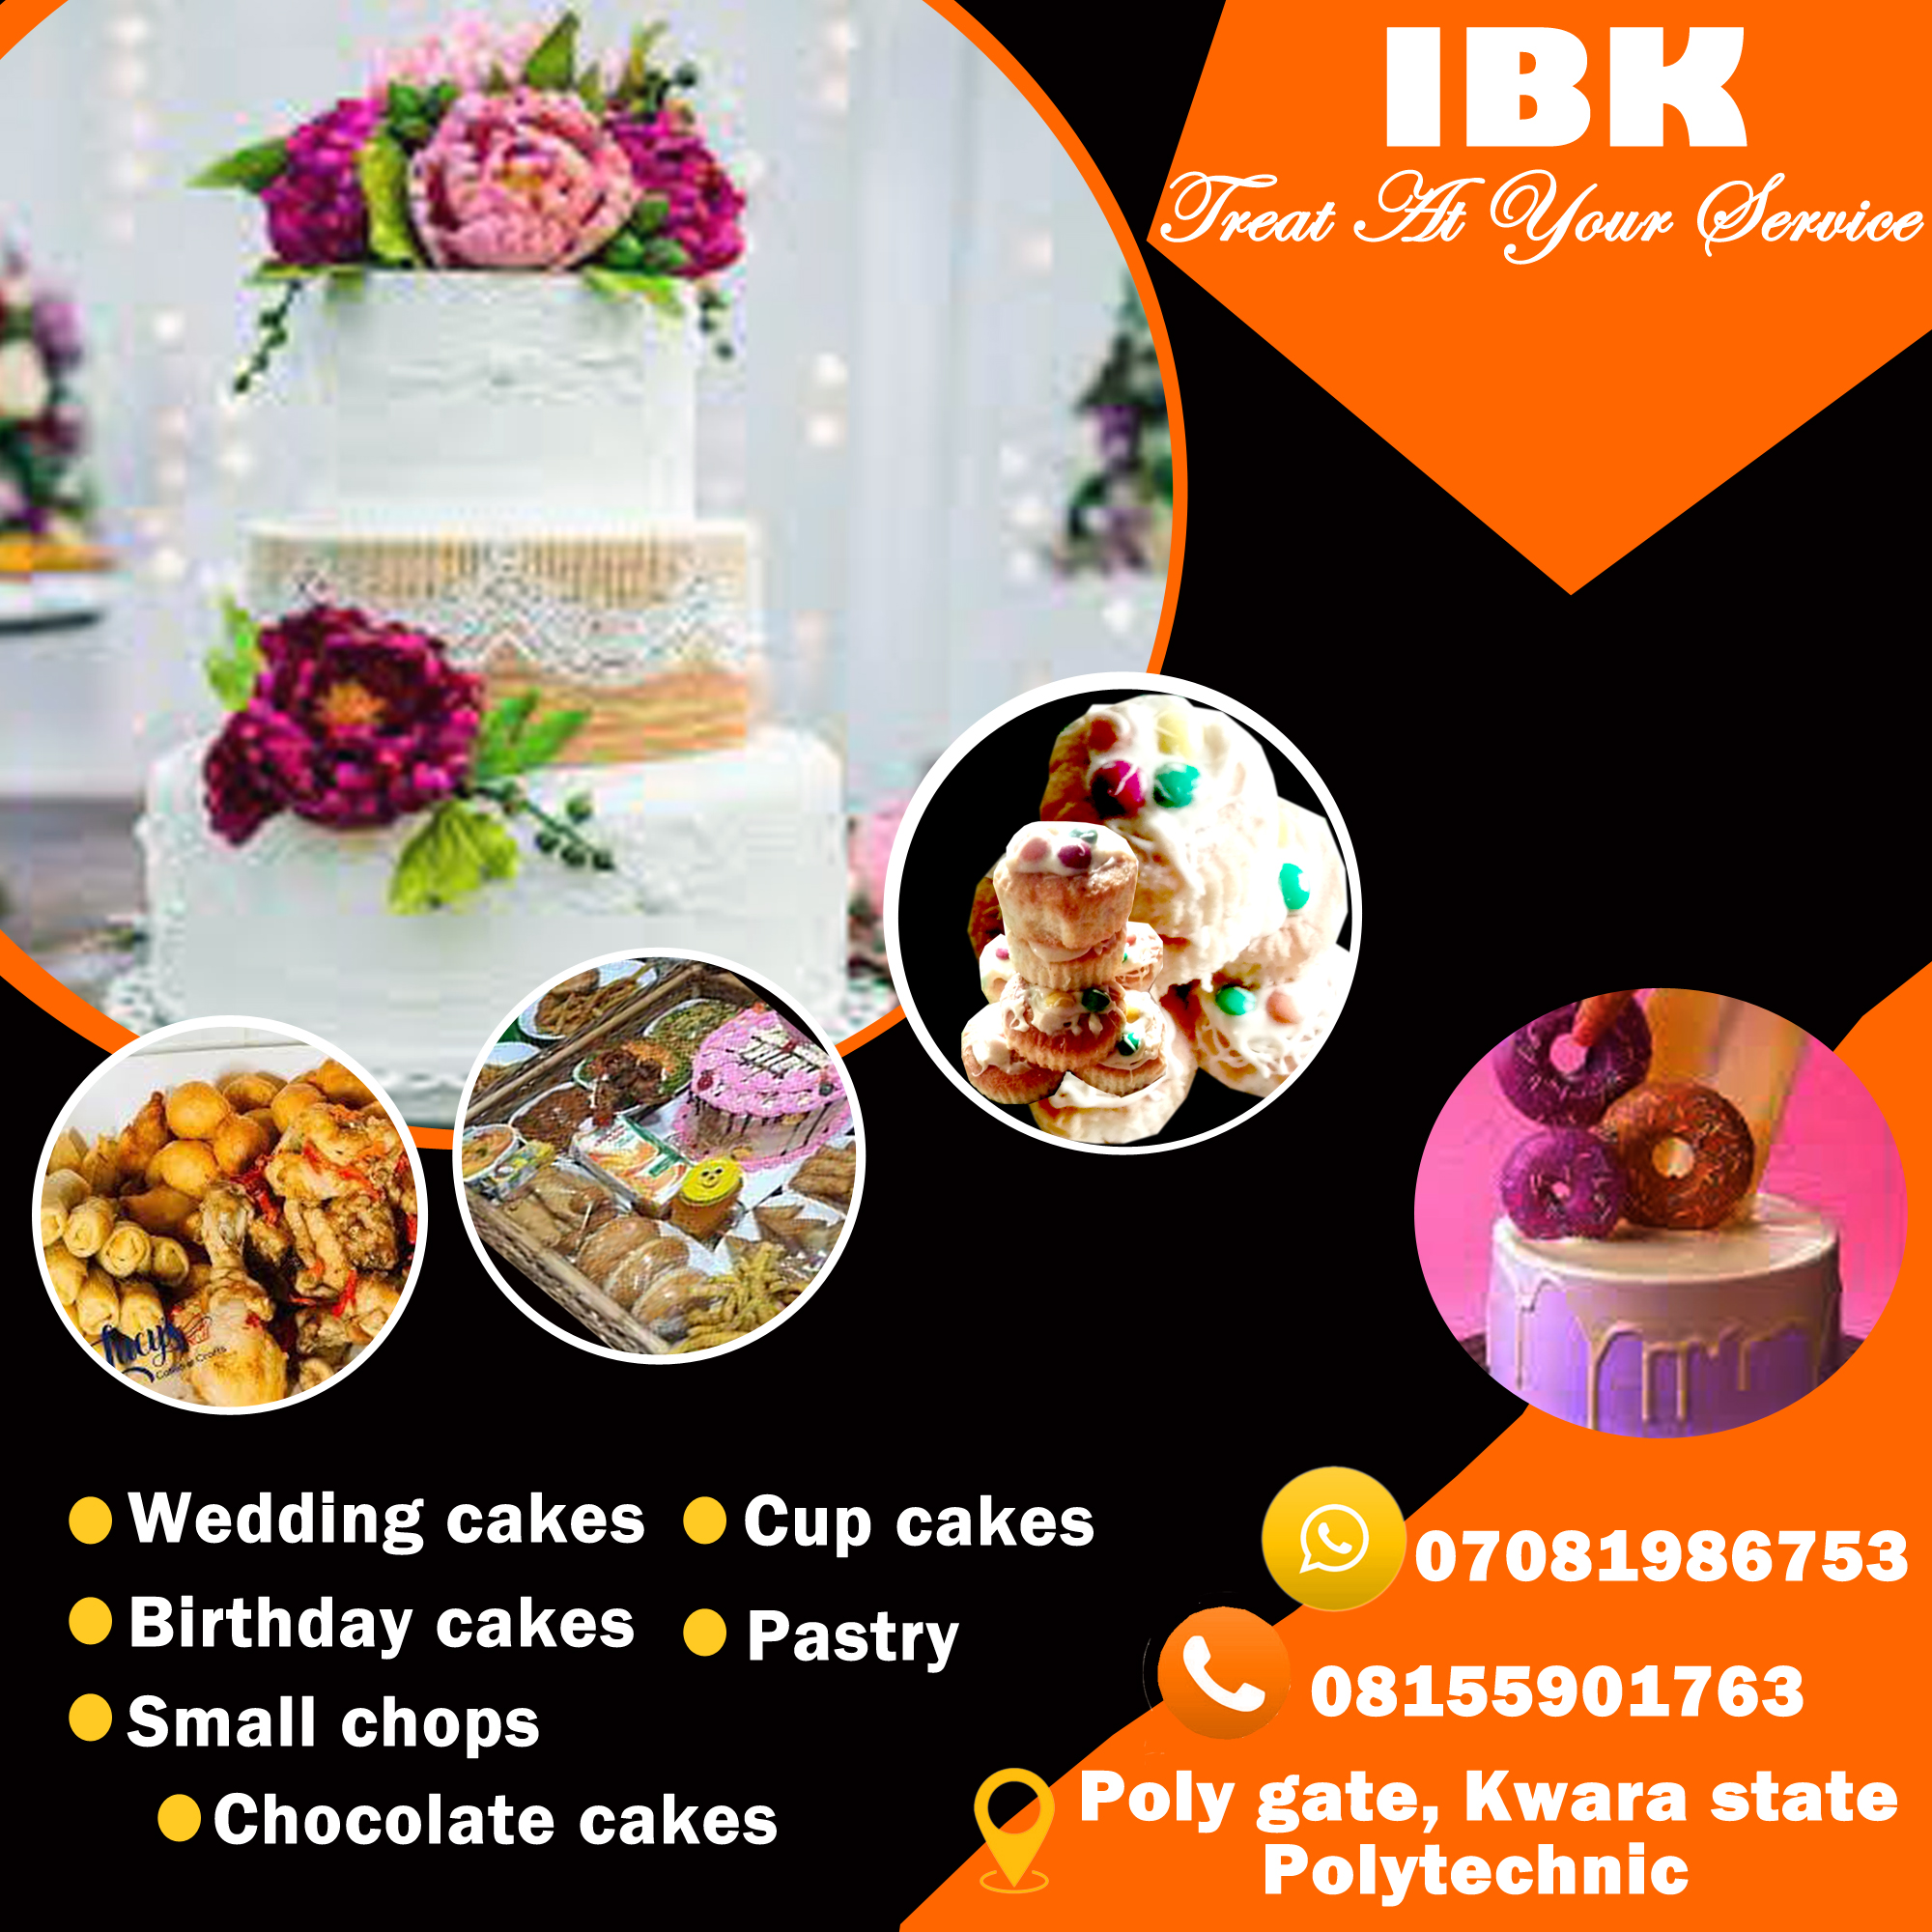 IBK
Treat At Your Service
Wedding cakes
Cup cakes
Birthday cakes
Pastry
Small chops
Chocolate cakes
07081986753
08155901763
Poly gate, Kwara state
Polytechnic